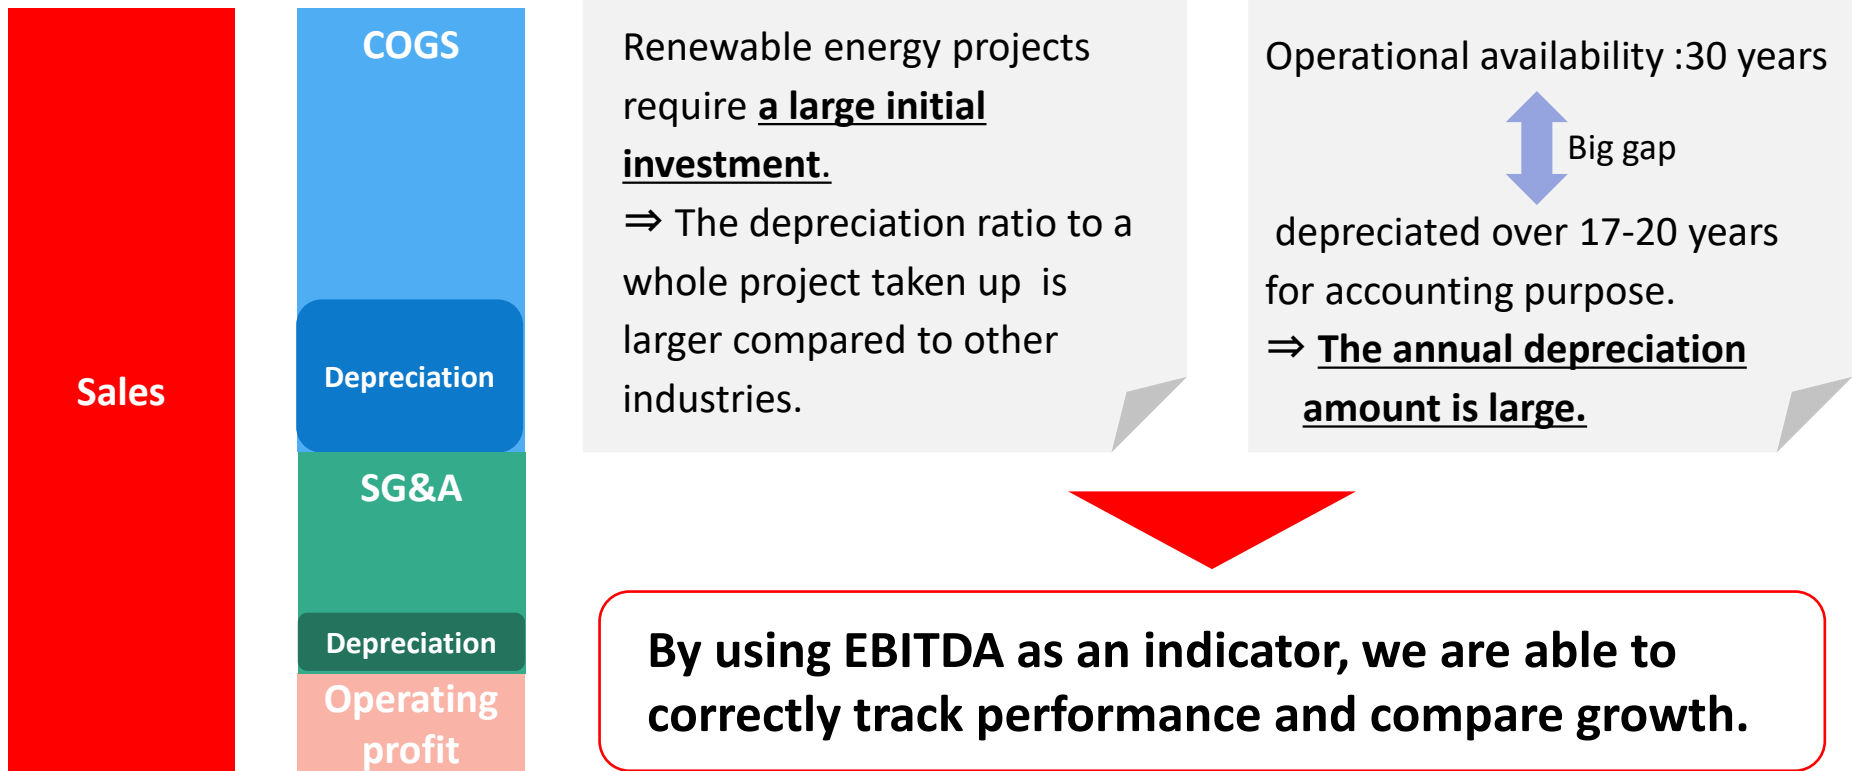 Sales
COGS
Depreciation
SG&A
Depreciation
Operating
profit
Renewable energy projects
require a large initial
investment.
⇒ The depreciation ratio to a
whole project taken up  is
larger compared to other
industries.
Operational availability :30 years
Big gap
depreciated over 17-20 years
for accounting purpose.
⇒ The annual depreciation
amount is large.
By using EBITDA as an indicator, we are able to
correctly track performance and compare growth.